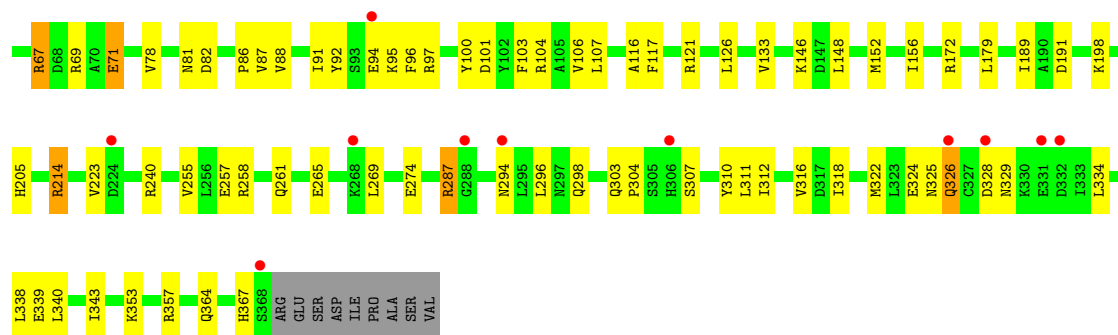 R67 D68 R69 A70 E71 V78 N81 D82 P86 V87 V88 I91 Y92 S93 E94 K95 F96 R97 Y100 D101 Y102 F103 R104 A105 V106 L107 A116 F117 R121 L126 V133 K146 D147 L148 M152 I156 R172 L179 I189 A190 D191 K198
H205 R214 V223 D224 R240 V255 L256 E257 R258 Q261 E265 K268 L269 E274 R287 G288 N294 L295 L296 N297 Q298 Q303 P304 S305 H306 S307 Y310 L311 I312 V316 D317 I318 M322 L323 E324 N325 Q326 C327 D328 N329 K330 E331 D332 I333 L334
L338 E339 L340 I343 K353 R357 Q364 H367 S368 ARG GLU SER ASP ILE PRO ALA SER VAL